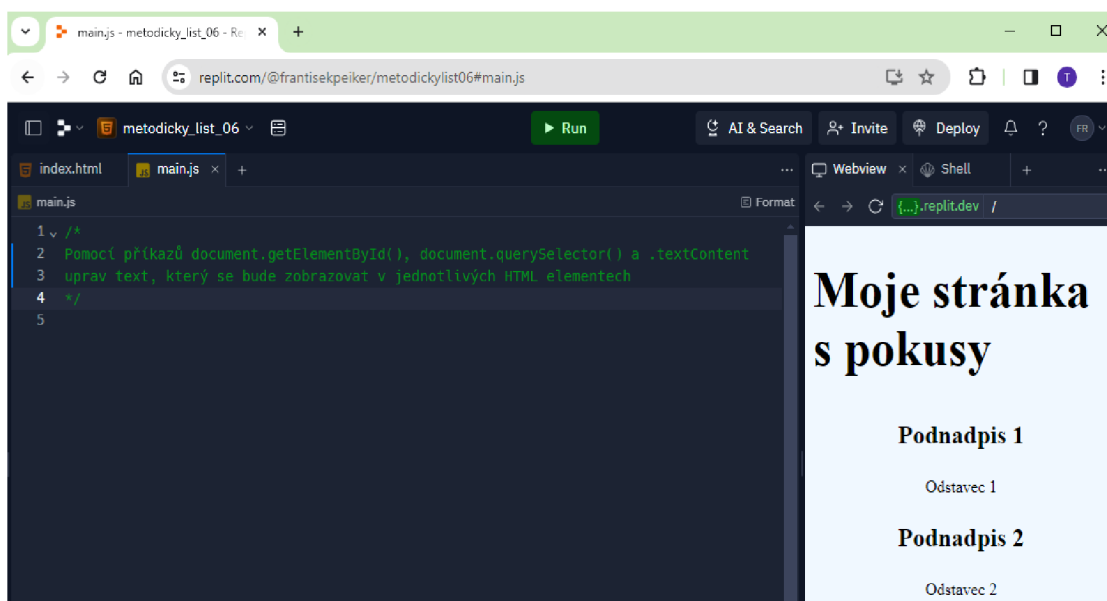 main.js - metodicky_list_06 - Re
replit.com/@frantisekpeiker/metodickylist06#main.js
T
metodicky_list_06
Run
AI & Search
Invite
Deploy
?
FR
index.html
main.js
Webview
Shell
main.js
Format
{...}.replit.dev /
1 /*
2 Pomocí příkazů document.getElementById(), document.querySelector() a .textContent
3 uprav text, který se bude zobrazovat v jednotlivých HTML elementech
4 */
5
Moje stránka
s pokusy
Podnadpis 1
Odstavec 1
Podnadpis 2
Odstavec 2